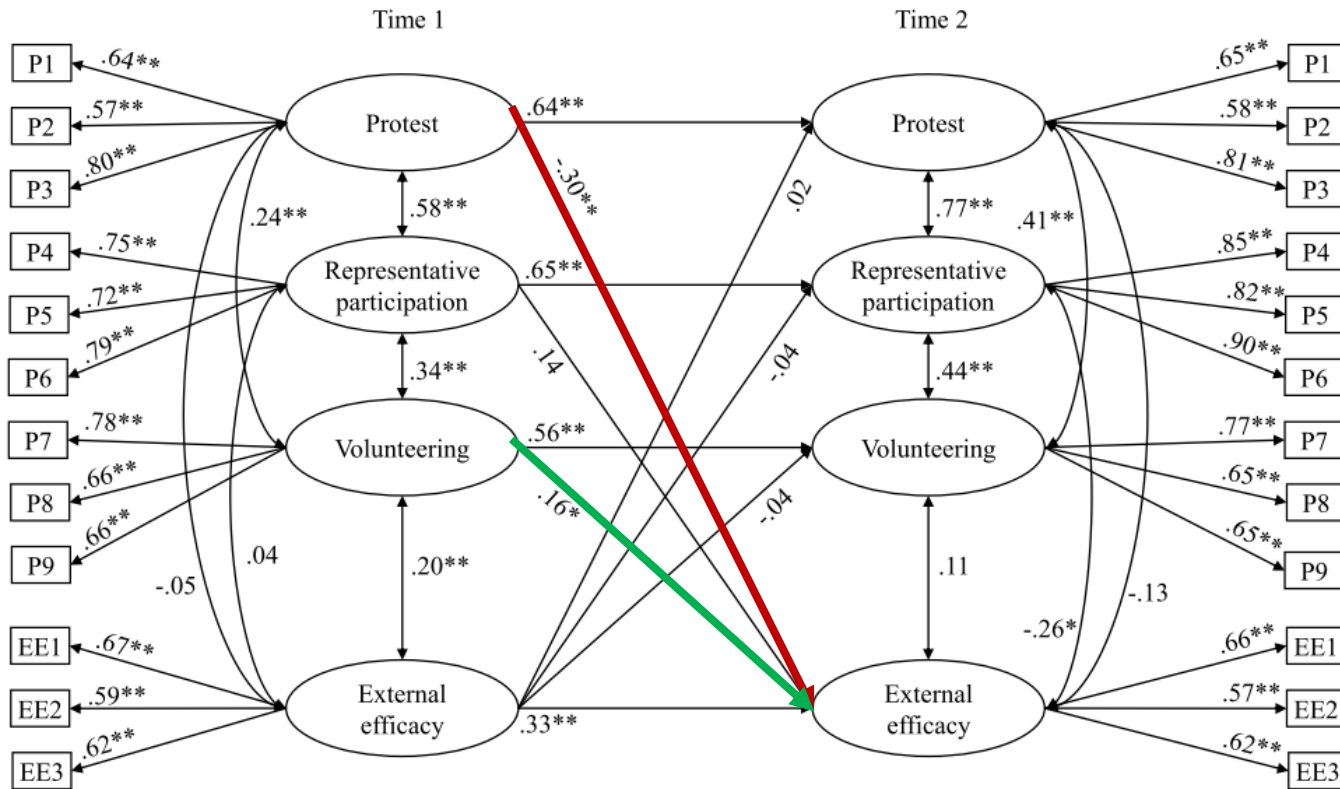 Time 1
Time 2
P1
P2
P3
P4
P5
P6
P7
P8
P9
EE1
EE2
EE3
.64**
.57**
.80**
.75**
.72**
.79**
.78**
.66**
.66**
.67**
.59**
.62**
Protest
Representative
participation
Volunteering
External
efficacy
.24**
.58**
.34**
.20**
-.05
.04
.64**
-.30**
.65**
.14
.56**
.16*
.33**
.02
-.04
-.04
Protest
Representative
participation
Volunteering
External
efficacy
.77**
.41**
.44**
.11
-.26*
-.13
.65**
.58**
.81**
.85**
.82**
.90**
.77**
.65**
.65**
.66**
.57**
.62**
P1
P2
P3
P4
P5
P6
P7
P8
P9
EE1
EE2
EE3